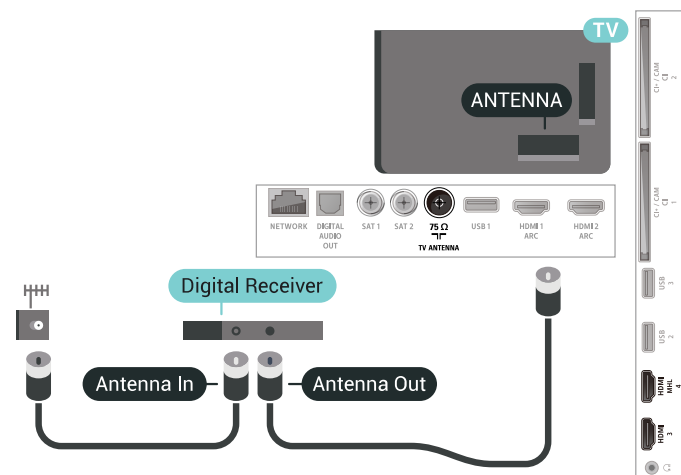 TV
ANTENNA
NETWORK
DIGITAL
AUDIO
OUT
SAT 1
SAT 2
75 Ω
TV ANTENNA
USB 1
HDMI 1
ARC
HDMI 2
ARC
Digital Receiver
Antenna In
Antenna Out
CI+ / CAM
CI
2
CI+ / CAM
CI
1
USB
3
USB
2
HDMI
MHL
4
HDMI
3